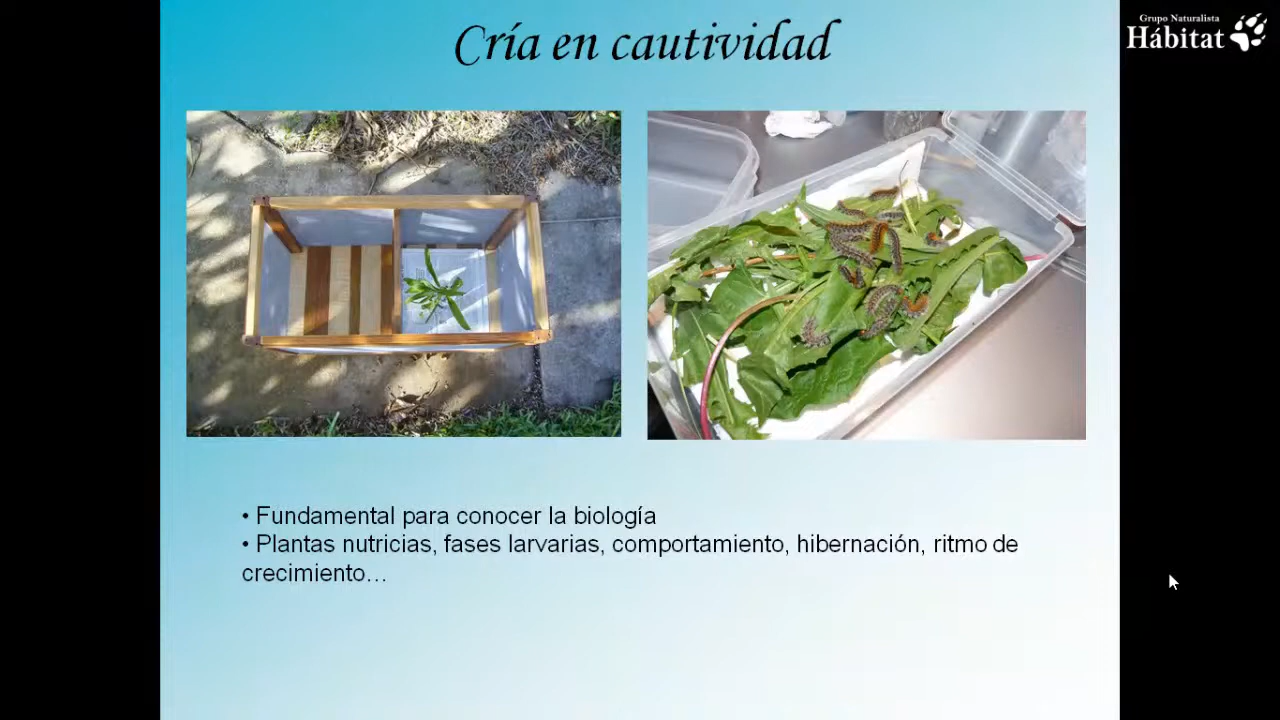 Cría en cautividad
Grupo Naturalista
Hábitat
• Fundamental para conocer la biología
• Plantas nutricias, fases larvarias, comportamiento, hibernación, ritmo de
crecimiento…